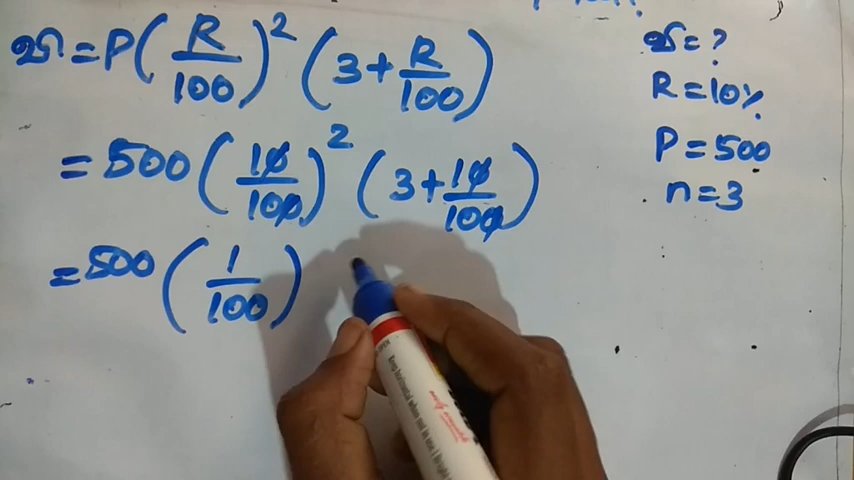 வி = P(R/100)² (3 + R/100)
= 500 (10/100)² (3 + 10/100)
= 500 (1/100)
வி = ?
R = 10%
P = 500
n = 3